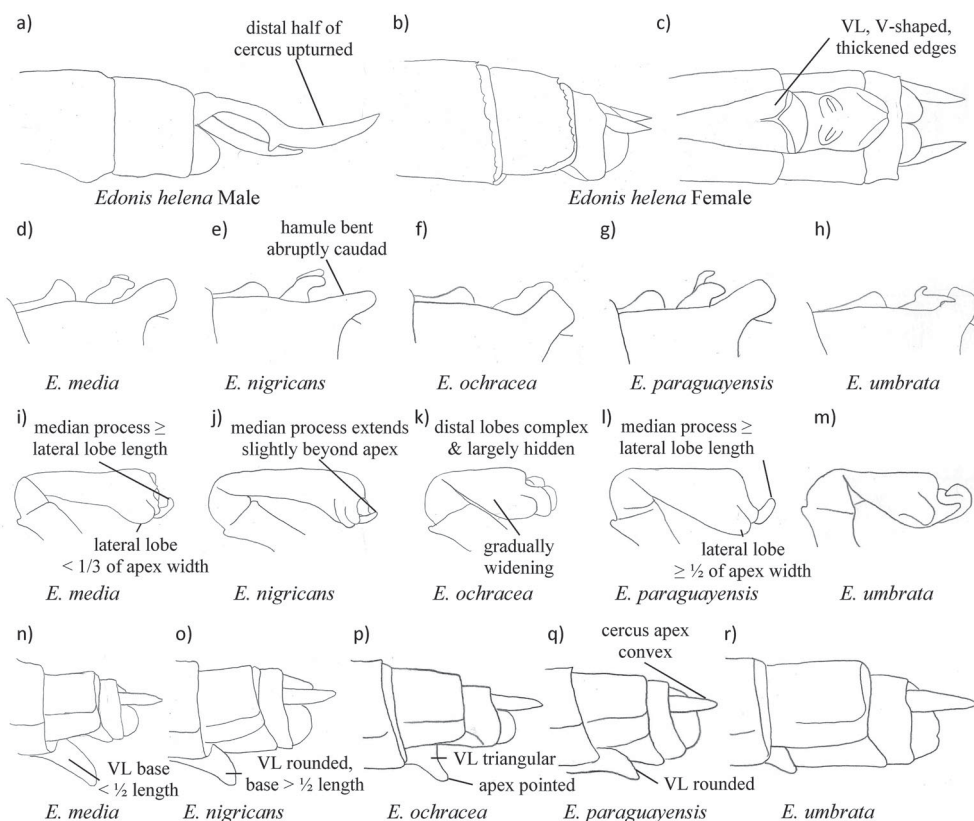 a)
distal half of
cercus upturned
b)
c)
VL, V-shaped,
thickened edges
Edonis helena Male
Edonis helena Female
d)
e)
hamule bent
abruptly caudad
f)
g)
h)
E. media
E. nigricans
E. ochracea
E. paraguayensis
E. umbrata
i)
median process ≥
lateral lobe length
j)
median process extends
slightly beyond apex
k)
distal lobes complex
& largely hidden
l)
median process ≥
lateral lobe length
m)
lateral lobe
< 1/3 of apex width
gradually
widening
lateral lobe
≥ ½ of apex width
E. media
E. nigricans
E. ochracea
E. paraguayensis
E. umbrata
n)
o)
p)
q)
cercus apex
convex
r)
VL base
< ½ length
VL rounded,
base > ½ length
VL triangular
apex pointed
VL rounded
E. media
E. nigricans
E. ochracea
E. paraguayensis
E. umbrata